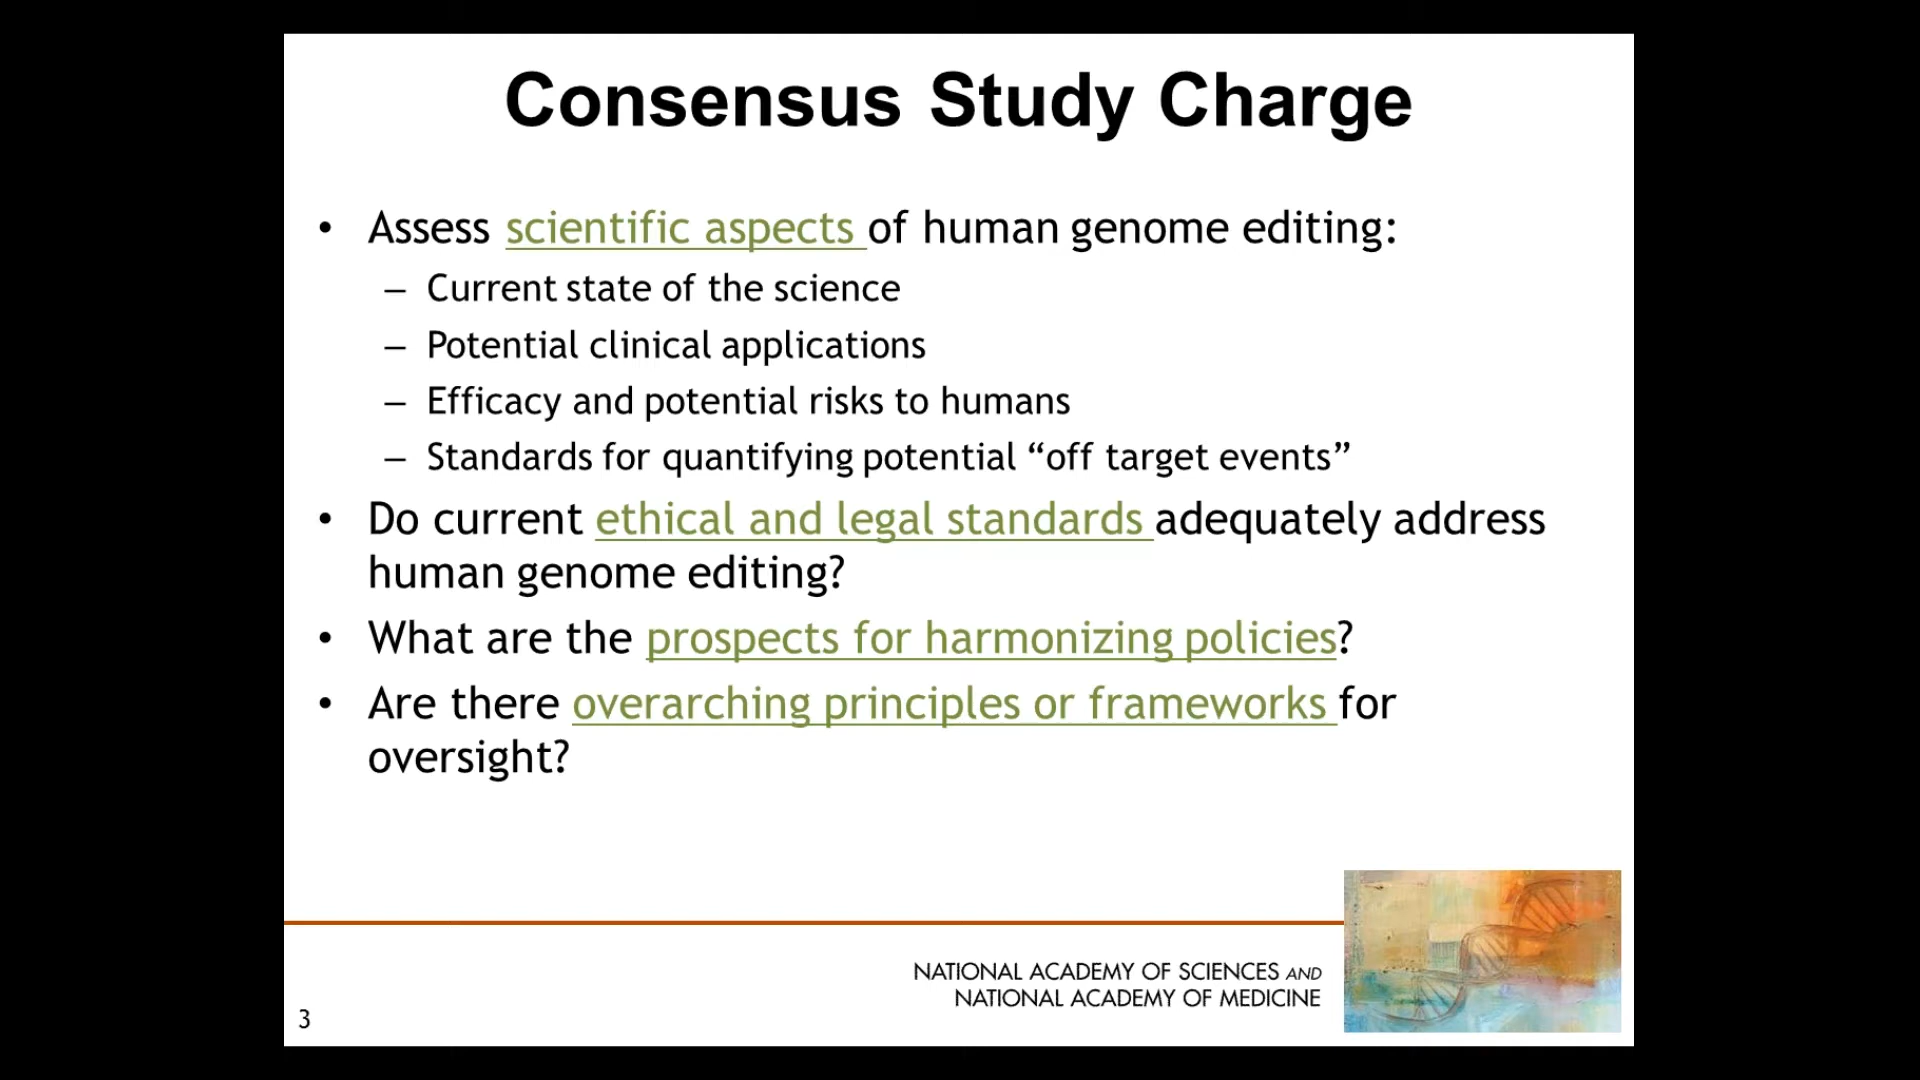 Consensus Study Charge
• Assess scientific aspects of human genome editing:
– Current state of the science
– Potential clinical applications
– Efficacy and potential risks to humans
– Standards for quantifying potential “off target events”
• Do current ethical and legal standards adequately address
human genome editing?
• What are the prospects for harmonizing policies?
• Are there overarching principles or frameworks for
oversight?
NATIONAL ACADEMY OF SCIENCES AND
NATIONAL ACADEMY OF MEDICINE
3